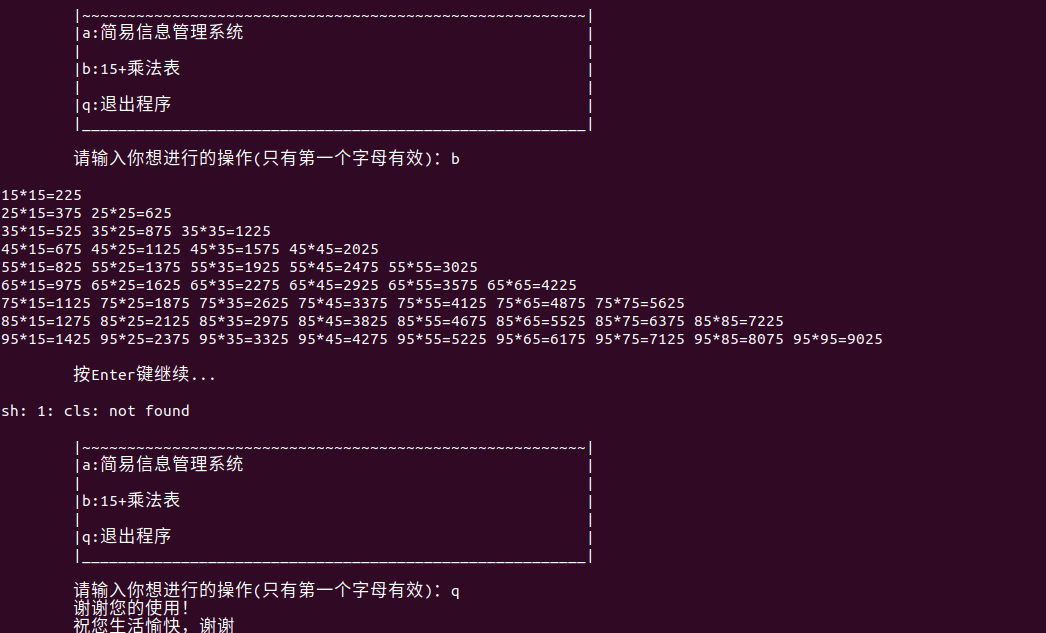 |~~~~~~~~~~~~~~~~~~~~~~~~~~~~~~~~~~~~~~~~~~~~~~~~~~~~~~~~|
|a:简易信息管理系统                                      |
|                                                        |
|b:15+乘法表                                             |
|                                                        |
|q:退出程序                                              |
|________________________________________________________|
请输入你想进行的操作(只有第一个字母有效)：b
15*15=225
25*15=375 25*25=625
35*15=525 35*25=875 35*35=1225
45*15=675 45*25=1125 45*35=1575 45*45=2025
55*15=825 55*25=1375 55*35=1925 55*45=2475 55*55=3025
65*15=975 65*25=1625 65*35=2275 65*45=2925 65*55=3575 65*65=4225
75*15=1125 75*25=1875 75*35=2625 75*45=3375 75*55=4125 75*65=4875 75*75=5625
85*15=1275 85*25=2125 85*35=2975 85*45=3825 85*55=4675 85*65=5525 85*75=6375 85*85=7225
95*15=1425 95*25=2375 95*35=3325 95*45=4275 95*55=5225 95*65=6175 95*75=7125 95*85=8075 95*95=9025
按Enter键继续...
sh: 1: cls: not found
|~~~~~~~~~~~~~~~~~~~~~~~~~~~~~~~~~~~~~~~~~~~~~~~~~~~~~~~~|
|a:简易信息管理系统                                      |
|                                                        |
|b:15+乘法表                                             |
|                                                        |
|q:退出程序                                              |
|________________________________________________________|
请输入你想进行的操作(只有第一个字母有效)：q
谢谢您的使用！
祝您生活愉快，谢谢